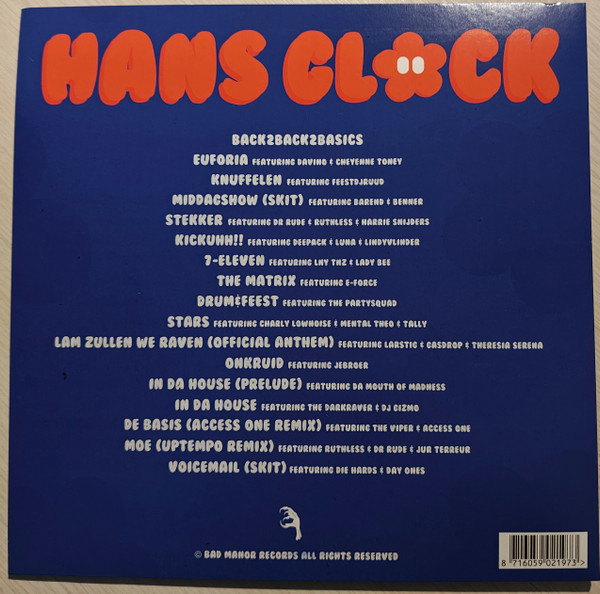 HANS GLOCK
BACK2BACK2BASICS
EUFORIA FEATURING DAVINO & CHEYENNE TONEY
KNUFFELEN FEATURING FEESTDJRUUD
MIDDAGSHOW (SKIT) FEATURING BAREND & BENNER
STEKKER FEATURING DR RUDE & RUTHLESS & HARRIE SNIJDERS
KICKUHH!! FEATURING DEEPACK & LUNA & LINDYVLINDER
7-ELEVEN FEATURING LNY TNZ & LADY BEE
THE MATRIX FEATURING E-FORCE
DRUM&FEEST FEATURING THE PARTYSQUAD
STARS FEATURING CHARLY LOWNOISE & MENTAL THEO & TALLY
LAM ZULLEN WE RAVEN (OFFICIAL ANTHEM) FEATURING LARSTIG & GASDROP & THERESIA SERENA
ONKRUID FEATURING JEBROER
IN DA HOUSE (PRELUDE) FEATURING DA MOUTH OF MADNESS
IN DA HOUSE FEATURING THE DARKRAVER & DJ GIZMO
DE BASIS (ACCESS ONE REMIX) FEATURING THE VIPER & ACCESS ONE
MOE (UPTEMPO REMIX) FEATURING RUTHLESS & DR RUDE & JUR TERREUR
VOICEMAIL (SKIT) FEATURING DIE HARDS & DAY ONES
© BAD MANOR RECORDS ALL RIGHTS RESERVED
8 716059 021973 >